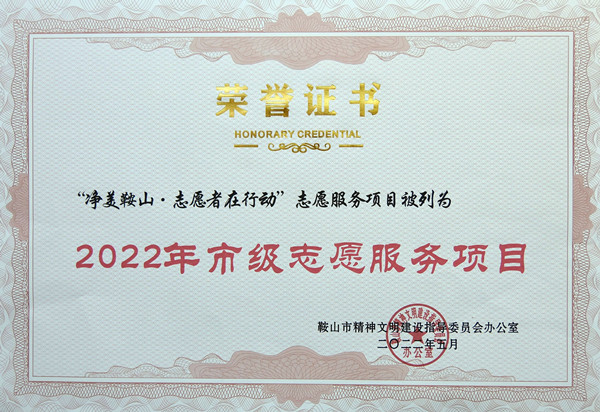 荣誉证书
HONORARY CREDENTIAL
“净美鞍山·志愿者在行动”志愿服务项目被列为
2022年市级志愿服务项目
鞍山市精神文明建设指导委员会办公室
二〇二二年五月
办公室